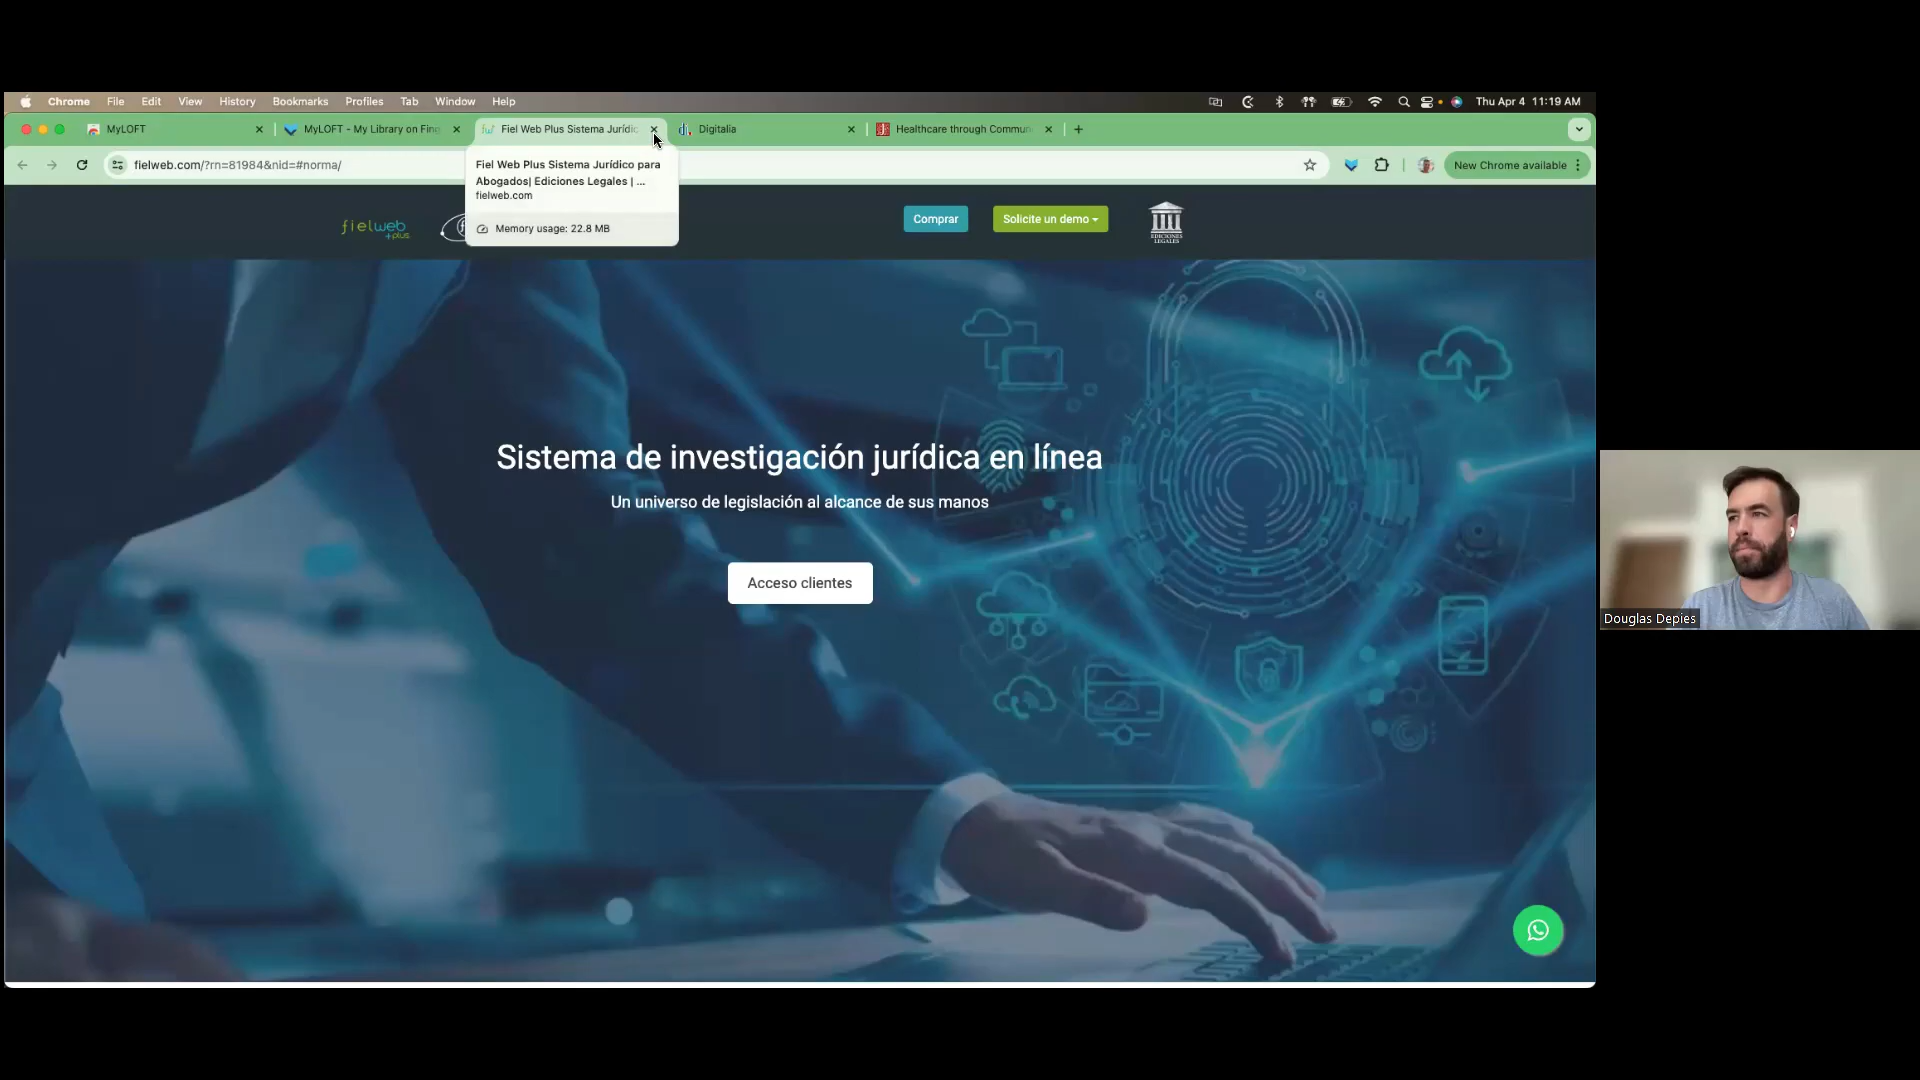 Chrome File Edit View History Bookmarks Profiles Tab Window Help Thu Apr 4 11:19 AM
MyLOFT MyLOFT - My Library on Fing Fiel Web Plus Sistema Jurídic Digitalia Healthcare through Commun
fielweb.com/?rn=81984&nid=#norma/ New Chrome available
Fiel Web Plus Sistema Jurídico para
Abogados| Ediciones Legales | ...
fielweb.com
Memory usage: 22.8 MB
fielweb
+plus
Comprar Solicite un demo
EDICIONES
LEGALES
Sistema de investigación jurídica en línea
Un universo de legislación al alcance de sus manos
Acceso clientes
Douglas Depies